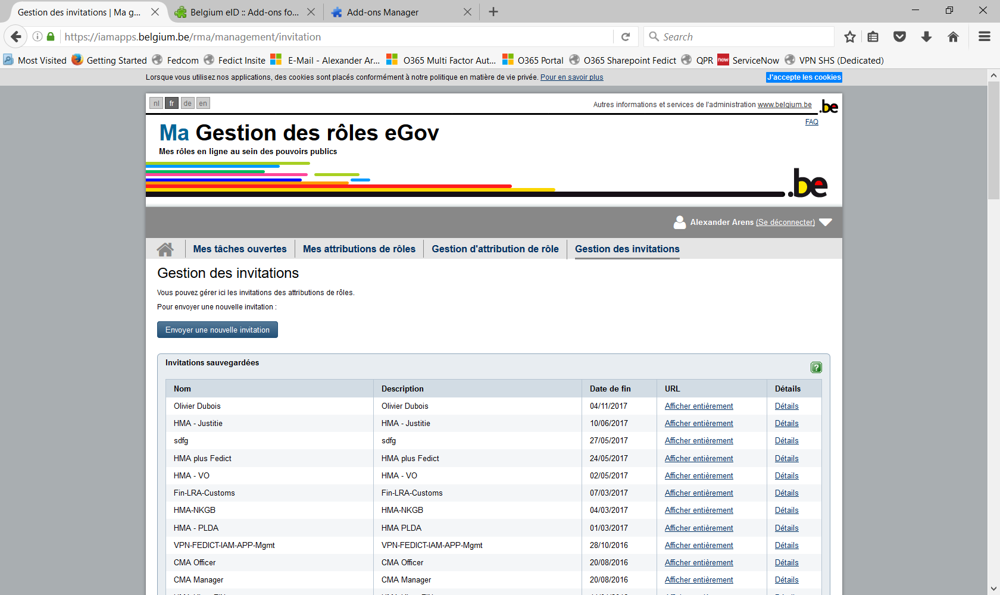 Gestion des invitations | Ma g...
Belgium eID :: Add-ons fo...
Add-ons Manager
https://iamapps.belgium.be/rma/management/invitation
Search
Most Visited
Getting Started
Fedcom
Fedict Insite
E-Mail - Alexander Ar...
O365 Multi Factor Aut...
O365 Portal
O365 Sharepoint Fedict
QPR
now
ServiceNow
VPN SHS (Dedicated)
Lorsque vous utilisez nos applications, des cookies sont placés conformément à notre politique en matière de vie privée. Pour en savoir plus
J'accepte les cookies
nl fr de en
Autres informations et services de l'administration www.belgium.be
.be
FAQ
Ma Gestion des rôles eGov
Mes rôles en ligne au sein des pouvoirs publics
.be
Alexander Arens (Se déconnecter)
Mes tâches ouvertes
Mes attributions de rôles
Gestion d'attribution de rôle
Gestion des invitations
Gestion des invitations
Vous pouvez gérer ici les invitations des attributions de rôles.
Pour envoyer une nouvelle invitation :
Envoyer une nouvelle invitation
Invitations sauvegardées
?
Nom Description Date de fin URL Détails
Olivier Dubois Olivier Dubois 04/11/2017 Afficher entièrement Détails
HMA - Justitie HMA - Justitie 10/06/2017 Afficher entièrement Détails
sdfg sdfg 27/05/2017 Afficher entièrement Détails
HMA plus Fedict HMA plus Fedict 24/05/2017 Afficher entièrement Détails
HMA - VO HMA - VO 02/05/2017 Afficher entièrement Détails
Fin-LRA-Customs Fin-LRA-Customs 07/03/2017 Afficher entièrement Détails
HMA-NKGB HMA-NKGB 04/03/2017 Afficher entièrement Détails
HMA - PLDA HMA PLDA 01/03/2017 Afficher entièrement Détails
VPN-FEDICT-IAM-APP-Mgmt VPN-FEDICT-IAM-APP-Mgmt 28/10/2016 Afficher entièrement Détails
CMA Officer CMA Officer 20/08/2016 Afficher entièrement Détails
CMA Manager CMA Manager 20/08/2016 Afficher entièrement Détails